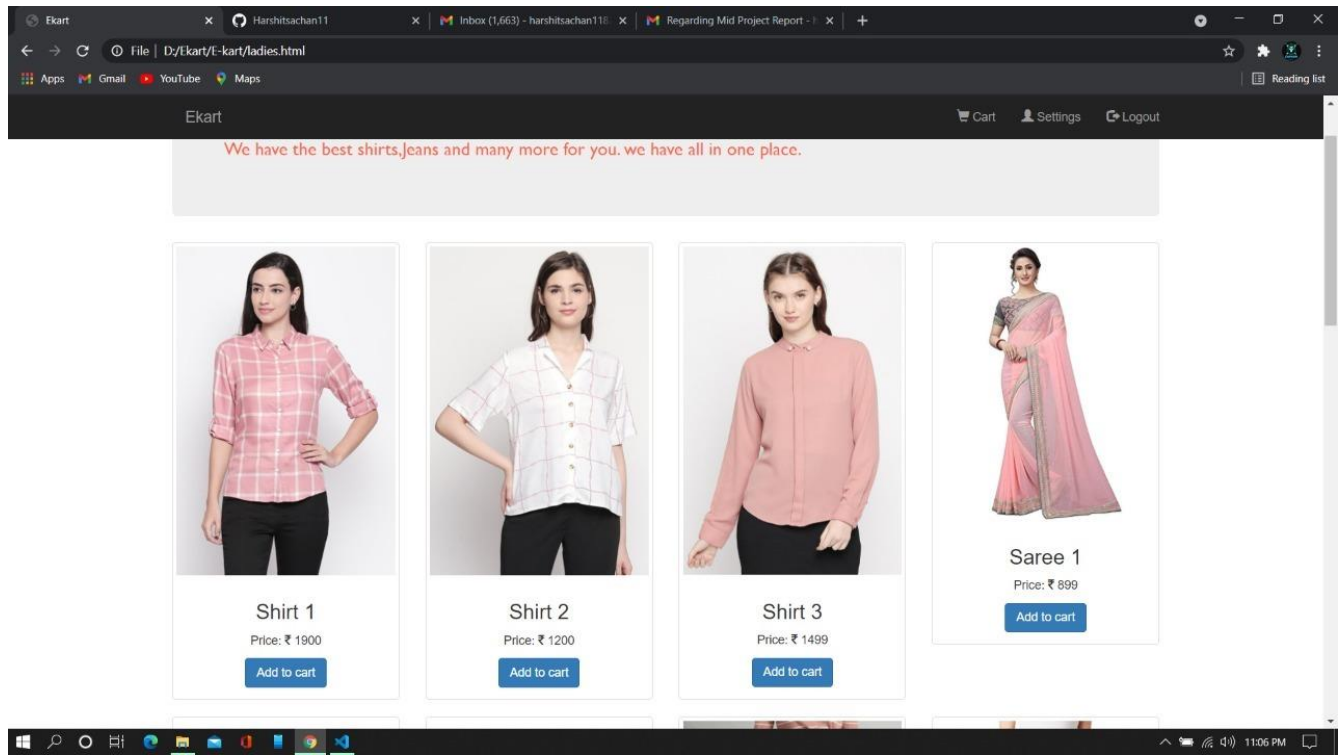 Ekart
Harshitsachan11
Inbox (1,663) - harshitsachan118
Regarding Mid Project Report -
File | D:/Ekart/E-kart/ladies.html
Apps Gmail YouTube Maps
Reading list
Ekart Cart Settings Logout
We have the best shirts,Jeans and many more for you. we have all in one place.
Shirt 1
Price: ₹ 1900
Add to cart
Shirt 2
Price: ₹ 1200
Add to cart
Shirt 3
Price: ₹ 1499
Add to cart
Saree 1
Price: ₹ 899
Add to cart
11:06 PM